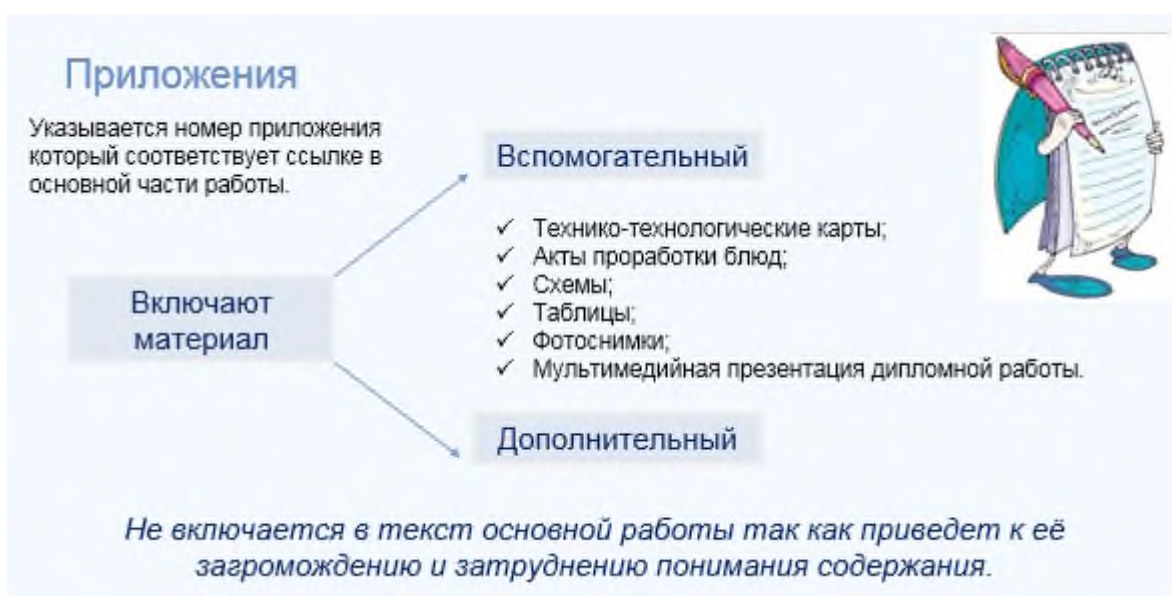 Приложения
Указывается номер приложения
который соответствует ссылке в
основной части работы.
Включают
материал
Вспомогательный
✓ Технико-технологические карты;
✓ Акты проработки блюд;
✓ Схемы;
✓ Таблицы;
✓ Фотоснимки;
✓ Мультимедийная презентация дипломной работы.
Дополнительный
Не включается в текст основной работы так как приведет к её
загромождению и затруднению понимания содержания.